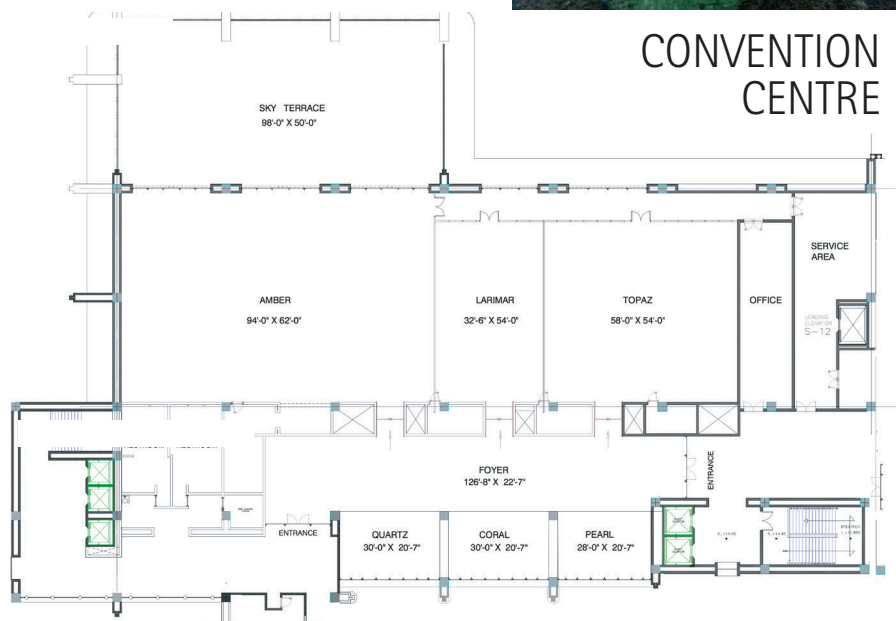 CONVENTION
CENTRE
SKY TERRACE
98'-0" X 50'-0"
AMBER
94'-0" X 62'-0"
LARIMAR
32'-6" X 54'-0"
TOPAZ
58'-0" X 54'-0"
OFFICE
SERVICE
AREA
LOADING
ELEVATOR
S-12
FOYER
126'-8" X 22'-7"
ENTRANCE
ENTRANCE
QUARTZ
30'-0" X 20'-7"
CORAL
30'-0" X 20'-7"
PEARL
28'-0" X 20'-7"